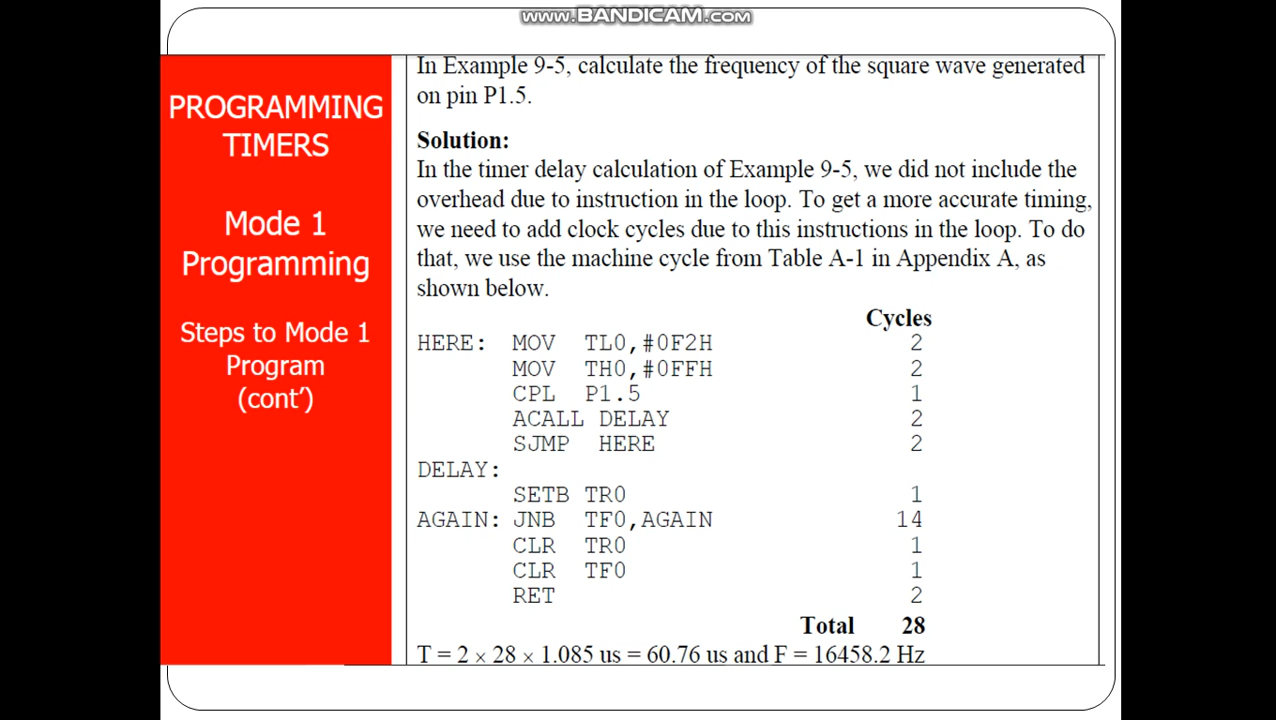 www.BANDICAM.com
In Example 9-5, calculate the frequency of the square wave generated
on pin P1.5.
PROGRAMMING
TIMERS
Mode 1
Programming
Steps to Mode 1
Program
(cont’)
Solution:
In the timer delay calculation of Example 9-5, we did not include the
overhead due to instruction in the loop. To get a more accurate timing,
we need to add clock cycles due to this instructions in the loop. To do
that, we use the machine cycle from Table A-1 in Appendix A, as
shown below.
Cycles
HERE: MOV TL0,#0F2H 2
MOV TH0,#0FFH 2
CPL P1.5 1
ACALL DELAY 2
SJMP HERE 2
DELAY:
SETB TR0 1
AGAIN: JNB TF0,AGAIN 14
CLR TR0 1
CLR TF0 1
RET 2
Total 28
T = 2 × 28 × 1.085 us = 60.76 us and F = 16458.2 Hz